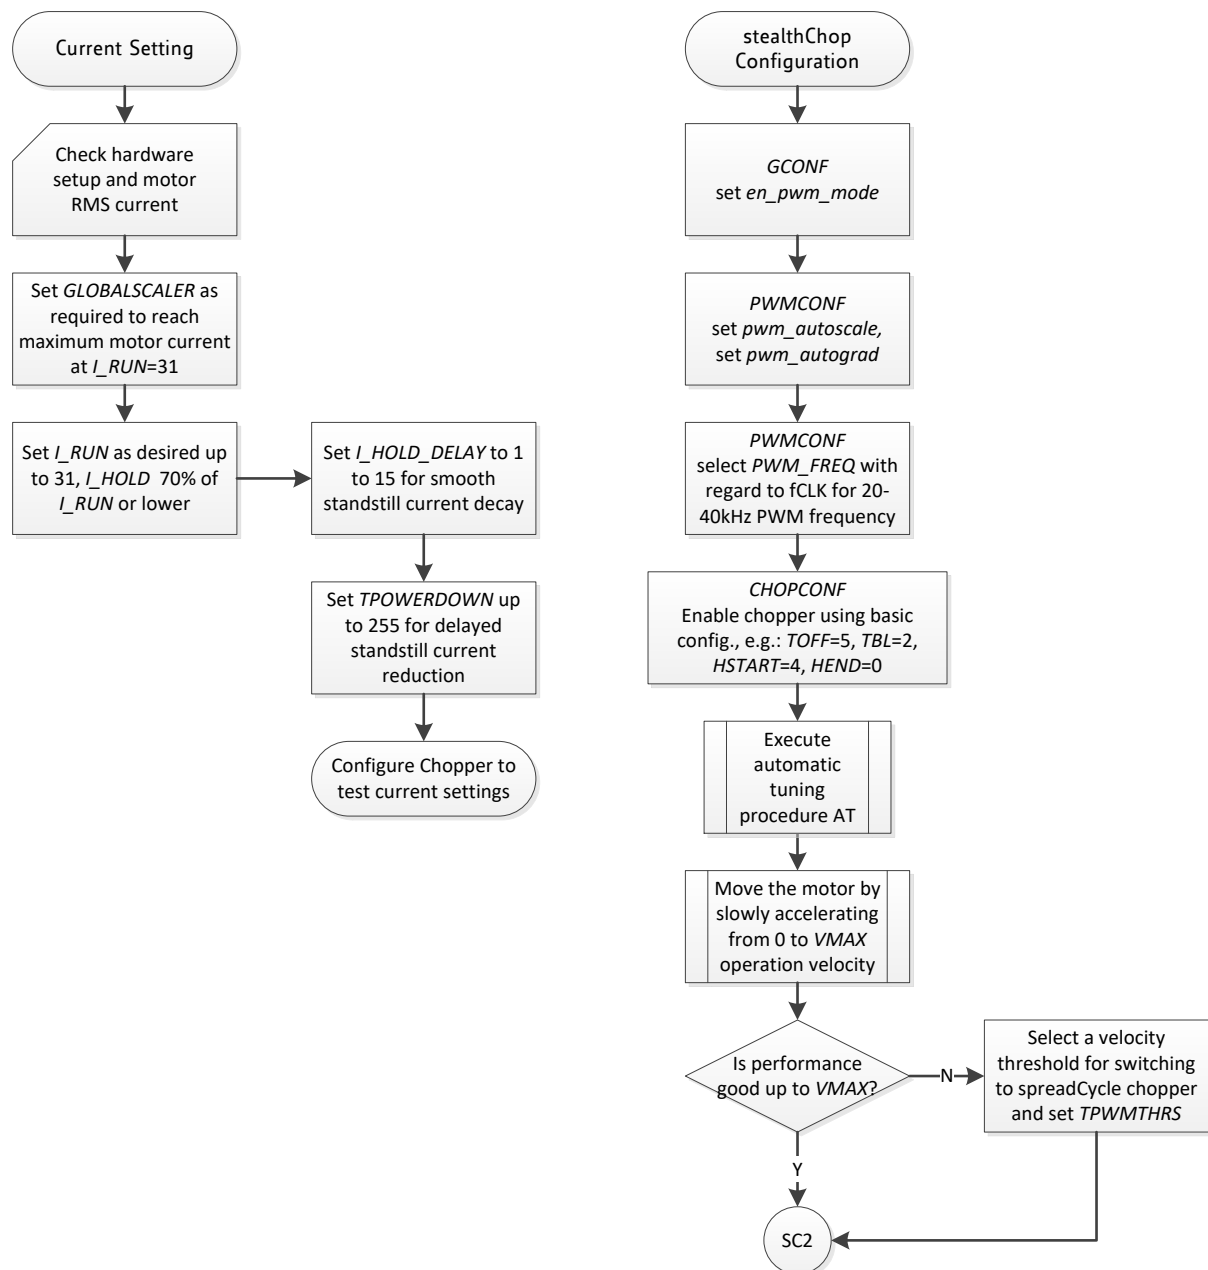 Current Setting
Check hardware
setup and motor
RMS current
Set GLOBALSCALER as
required to reach
maximum motor current
at I_RUN=31
Set I_RUN as desired up
to 31, I_HOLD 70% of
I_RUN or lower
Set I_HOLD_DELAY to 1
to 15 for smooth
standstill current decay
Set TPOWERDOWN up
to 255 for delayed
standstill current
reduction
Configure Chopper to
test current settings
stealthChop
Configuration
GCONF
set en_pwm_mode
PWMCONF
set pwm_autoscale,
set pwm_autograd
PWMCONF
select PWM_FREQ with
regard to fCLK for 20-
40kHz PWM frequency
CHOPCONF
Enable chopper using basic
config., e.g.: TOFF=5, TBL=2,
HSTART=4, HEND=0
Execute
automatic
tuning
procedure AT
Move the motor by
slowly accelerating
from 0 to VMAX
operation velocity
Is performance
good up to VMAX?
N
Select a velocity
threshold for switching
to spreadCycle chopper
and set TPWMTHRS
Y
SC2